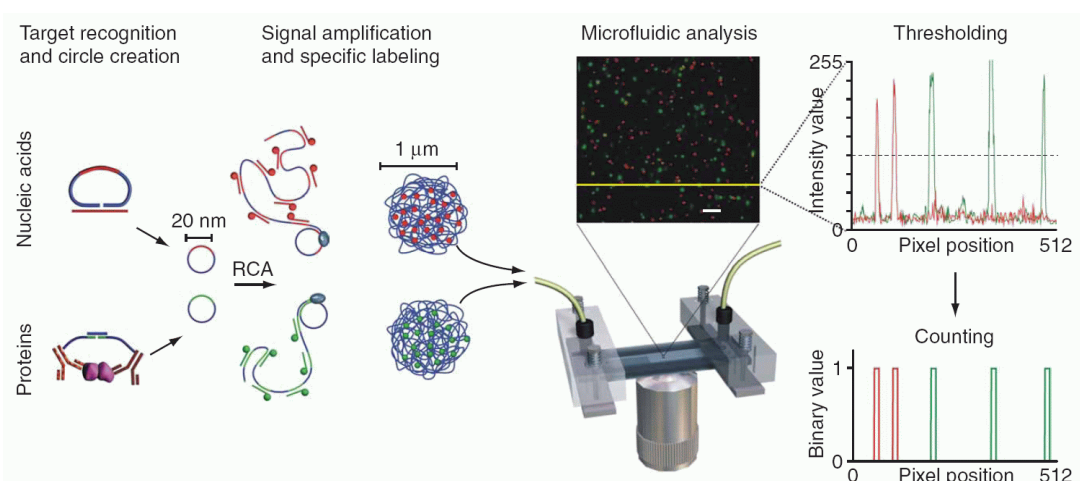 Target recognition
and circle creation
Signal amplification
and specific labeling
Microfluidic analysis
Thresholding
Nucleic acids
Proteins
20 nm
RCA
1 μm
255
Intensity value
0
0
Pixel position
512
Counting
1
Binary value
0
0
Pixel position
512